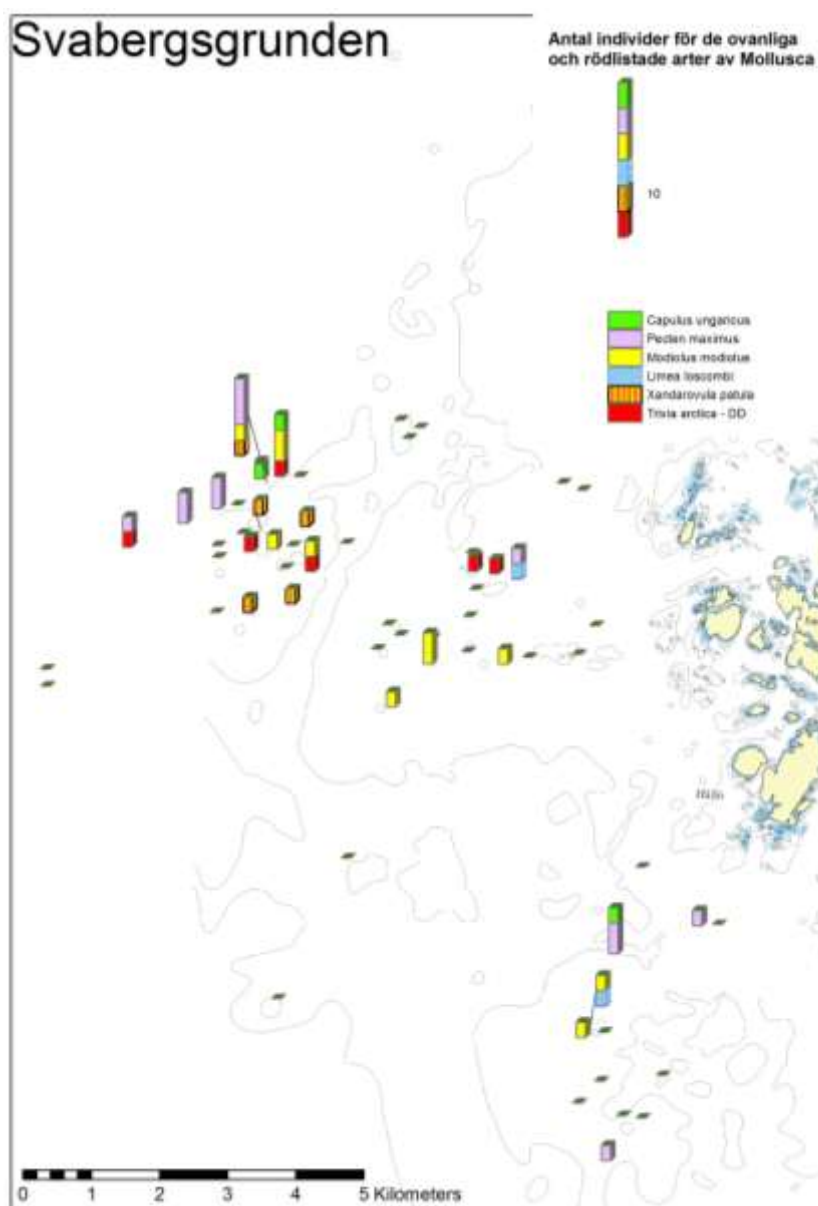 Svabergsgrunden
Antal individer för de ovanliga
och rödlistade arter av Mollusca
10
Capulus ungaricus
Pecten maximus
Modiolus modiolus
Limea loscombii
Xandarovula patula
Trivia arctica - DD
0 1 2 3 4 5 Kilometers